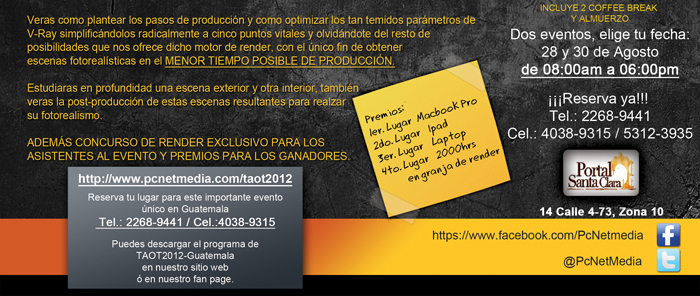 Veras como plantear los pasos de producción y como optimizar los tan temidos parámetros de
V-Ray simplificándolos radicalmente a cinco puntos vitales y olvidándote del resto de
posibilidades que nos ofrece dicho motor de render, con el único fin de obtener
escenas fotorealísticas en el MENOR TIEMPO POSIBLE DE PRODUCCIÓN.
Estudiaras en profundidad una escena exterior y otra interior, también
veras la post-producción de estas escenas resultantes para realzar
su fotorealismo.
ADEMÁS CONCURSO DE RENDER EXCLUSIVO PARA LOS
ASISTENTES AL EVENTO Y PREMIOS PARA LOS GANADORES.
http://www.pcnetmedia.com/taot2012
Reserva tu lugar para este importante evento
único en Guatemala
Tel.: 2268-9441 / Cel.:4038-9315
Puedes descargar el programa de
TAOT2012-Guatemala
en nuestro sitio web
ó en nuestro fan page.
Premios:
1er. Lugar Macbook Pro
2do. Lugar Ipad
3er. Lugar Laptop
4to. Lugar 2000hrs
en granja de render
INCLUYE 2 COFFEE BREAK
Y ALMUERZO
Dos eventos, elige tu fecha:
28 y 30 de Agosto
de 08:00am a 06:00pm
¡¡¡Reserva ya!!!
Tel.: 2268-9441
Cel.: 4038-9315 / 5312-3935
Portal
Santa Clara
14 Calle 4-73, Zona 10
https://www.facebook.com/PcNetmedia
@PcNetMedia